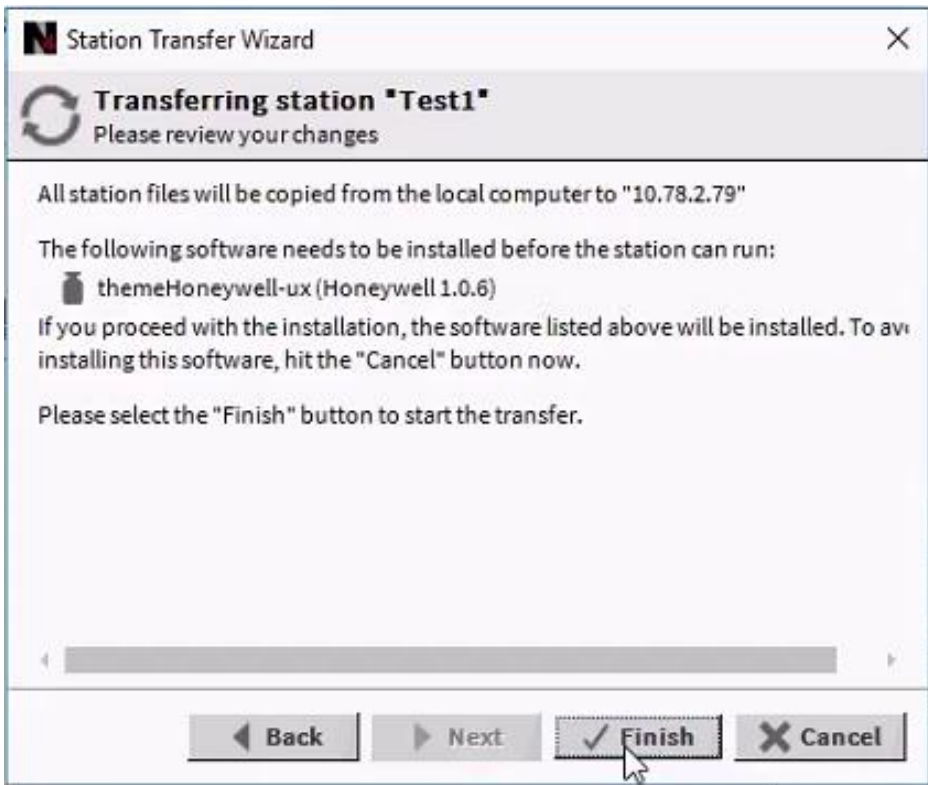 Station Transfer Wizard
Transferring station "Test1"
Please review your changes
All station files will be copied from the local computer to "10.78.2.79"
The following software needs to be installed before the station can run:
themeHoneywell-ux (Honeywell 1.0.6)
If you proceed with the installation, the software listed above will be installed. To
installing this software, hit the "Cancel" button now.
Please select the "Finish" button to start the transfer.
Back
Next
Finish
Cancel